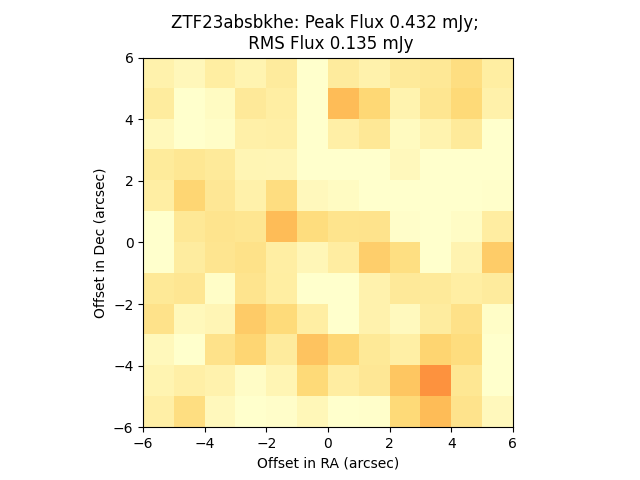 ZTF23absbkhe: Peak Flux 0.432 mJy;
RMS Flux 0.135 mJy
6
4
2
0
−2
−4
−6
Offset in Dec (arcsec)
−6 −4 −2 0 2 4 6
Offset in RA (arcsec)